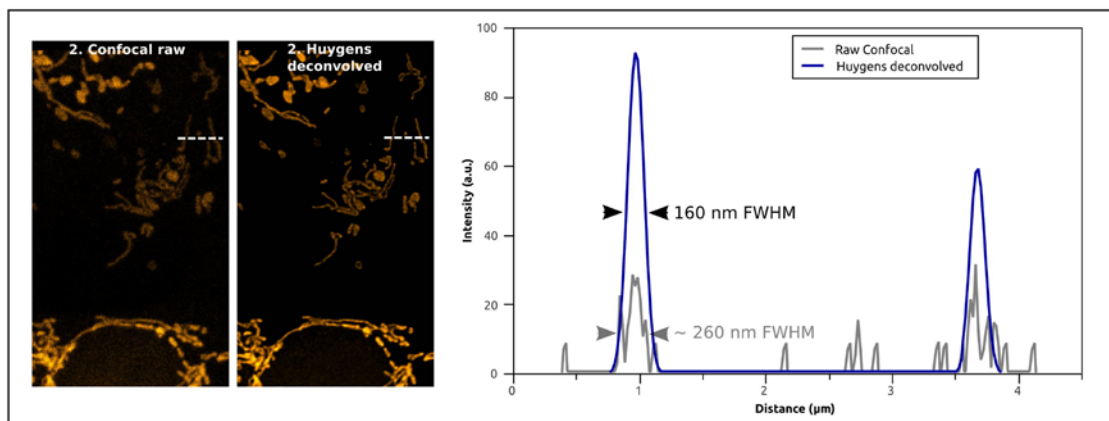 2. Confocal raw
2. Huygens
deconvolved
Raw Confocal
Huygens deconvolved
100
80
60
40
20
0
Intensity (a.u.)
160 nm FWHM
~ 260 nm FWHM
0
1
2
3
4
Distance (µm)